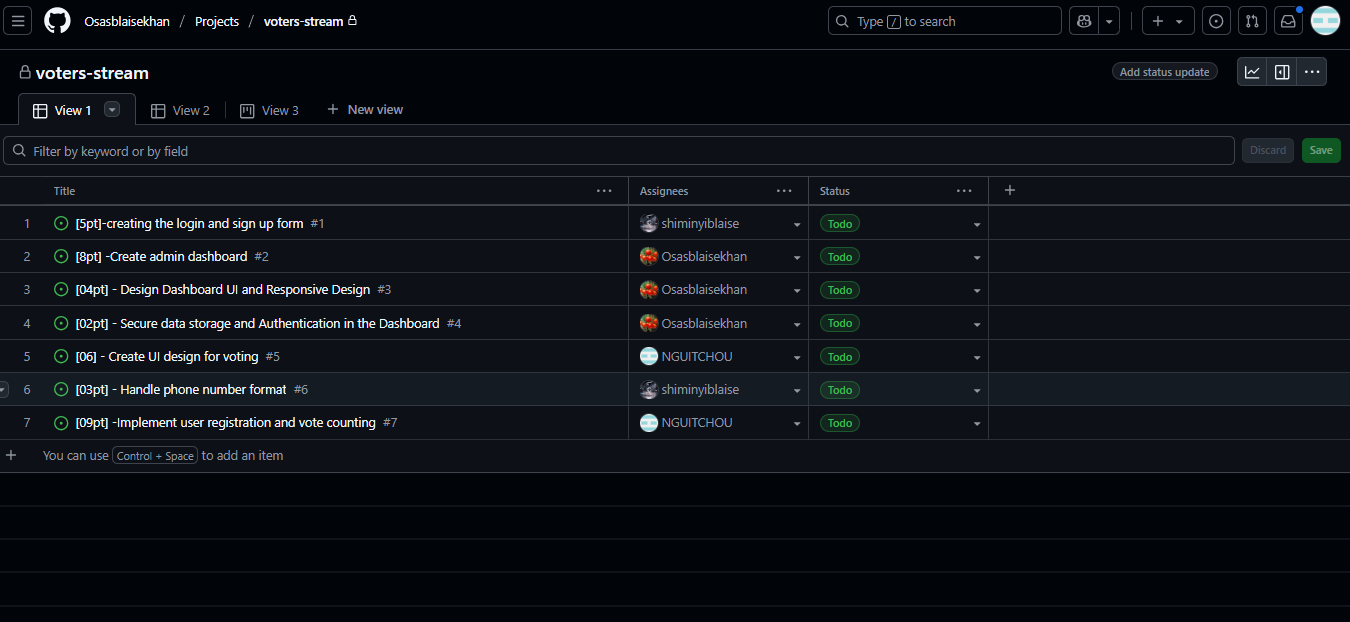 Osasblaisekhan / Projects / voters-stream Type / to search
voters-stream Add status update
View 1 View 2 View 3 + New view
Filter by keyword or by field Discard Save
Title ... Assignees ... Status ... +
1 [5pt]-creating the login and sign up form #1 shiminyiblaise Todo
2 [8pt] -Create admin dashboard #2 Osasblaisekhan Todo
3 [04pt] - Design Dashboard UI and Responsive Design #3 Osasblaisekhan Todo
4 [02pt] - Secure data storage and Authentication in the Dashboard #4 Osasblaisekhan Todo
5 [06] - Create UI design for voting #5 NGUITCHOU Todo
6 [03pt] - Handle phone number format #6 shiminyiblaise Todo
7 [09pt] -Implement user registration and vote counting #7 NGUITCHOU Todo
+ You can use Control + Space to add an item